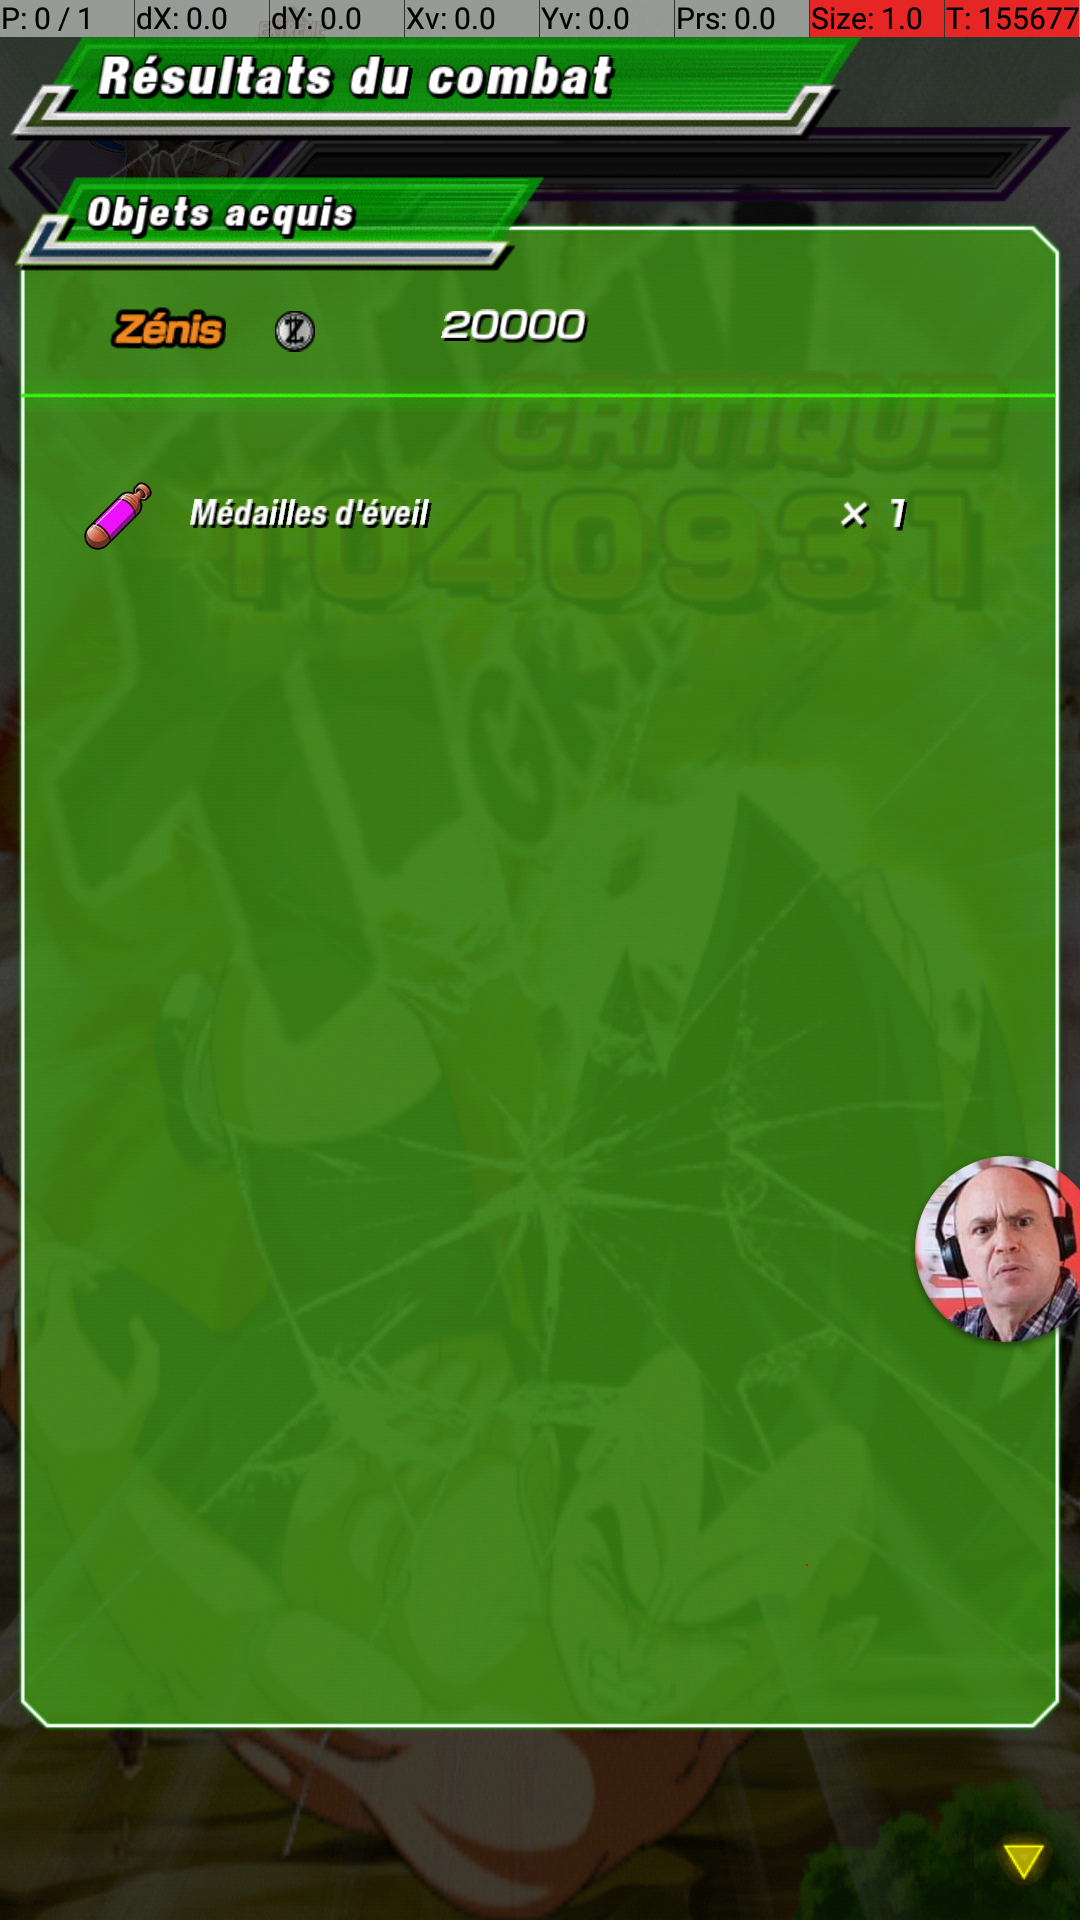 P: 0 / 1 dX: 0.0 dY: 0.0 Xv: 0.0 Yv: 0.0 Prs: 0.0 Size: 1.0 T: 155677
Résultats du combat
Objets acquis
Zénis Z 20000
CRITIQUE
Médailles d'éveil × 1
1040931